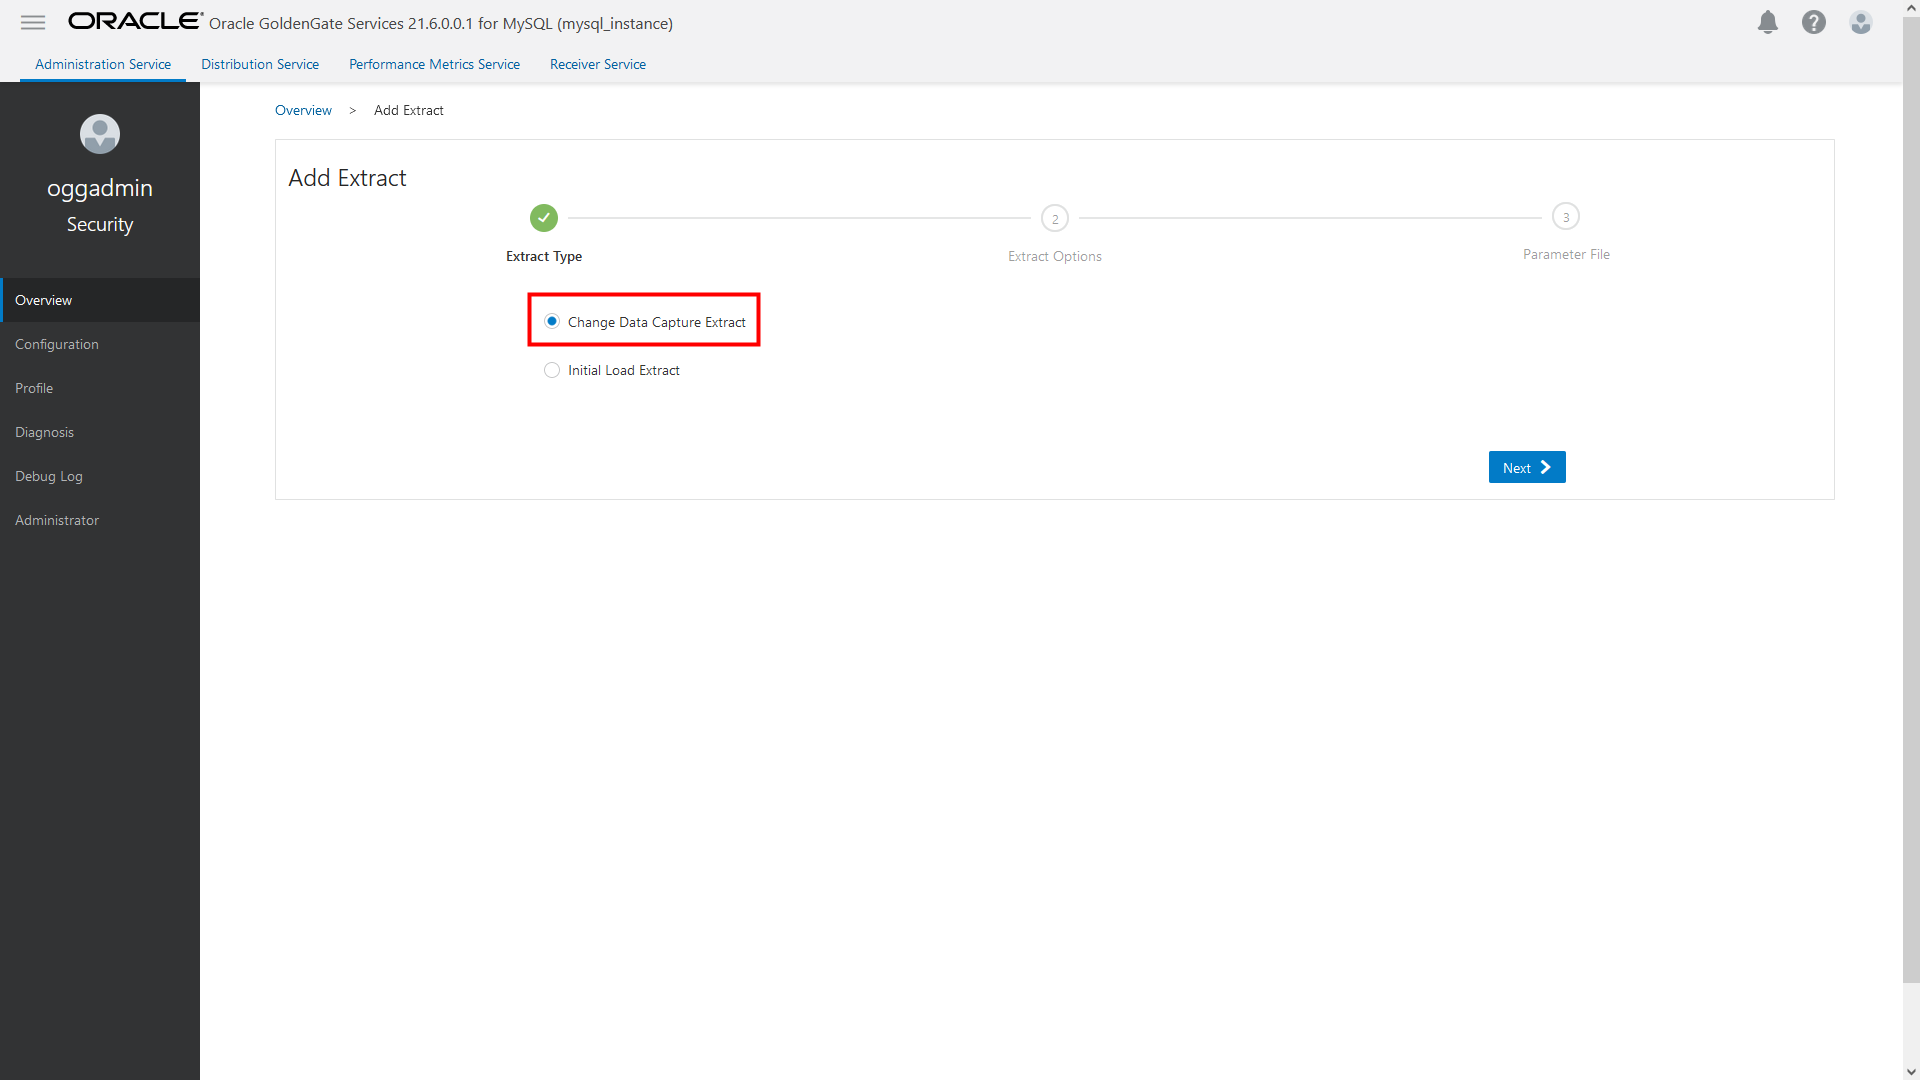 ORACLE® Oracle GoldenGate Services 21.6.0.0.1 for MySQL (mysql_instance)
Administration Service Distribution Service Performance Metrics Service Receiver Service
oggadmin
Security
Overview
Configuration
Profile
Diagnosis
Debug Log
Administrator
Overview > Add Extract
Add Extract
2
3
Extract Type
Extract Options
Parameter File
Change Data Capture Extract
Initial Load Extract
Next